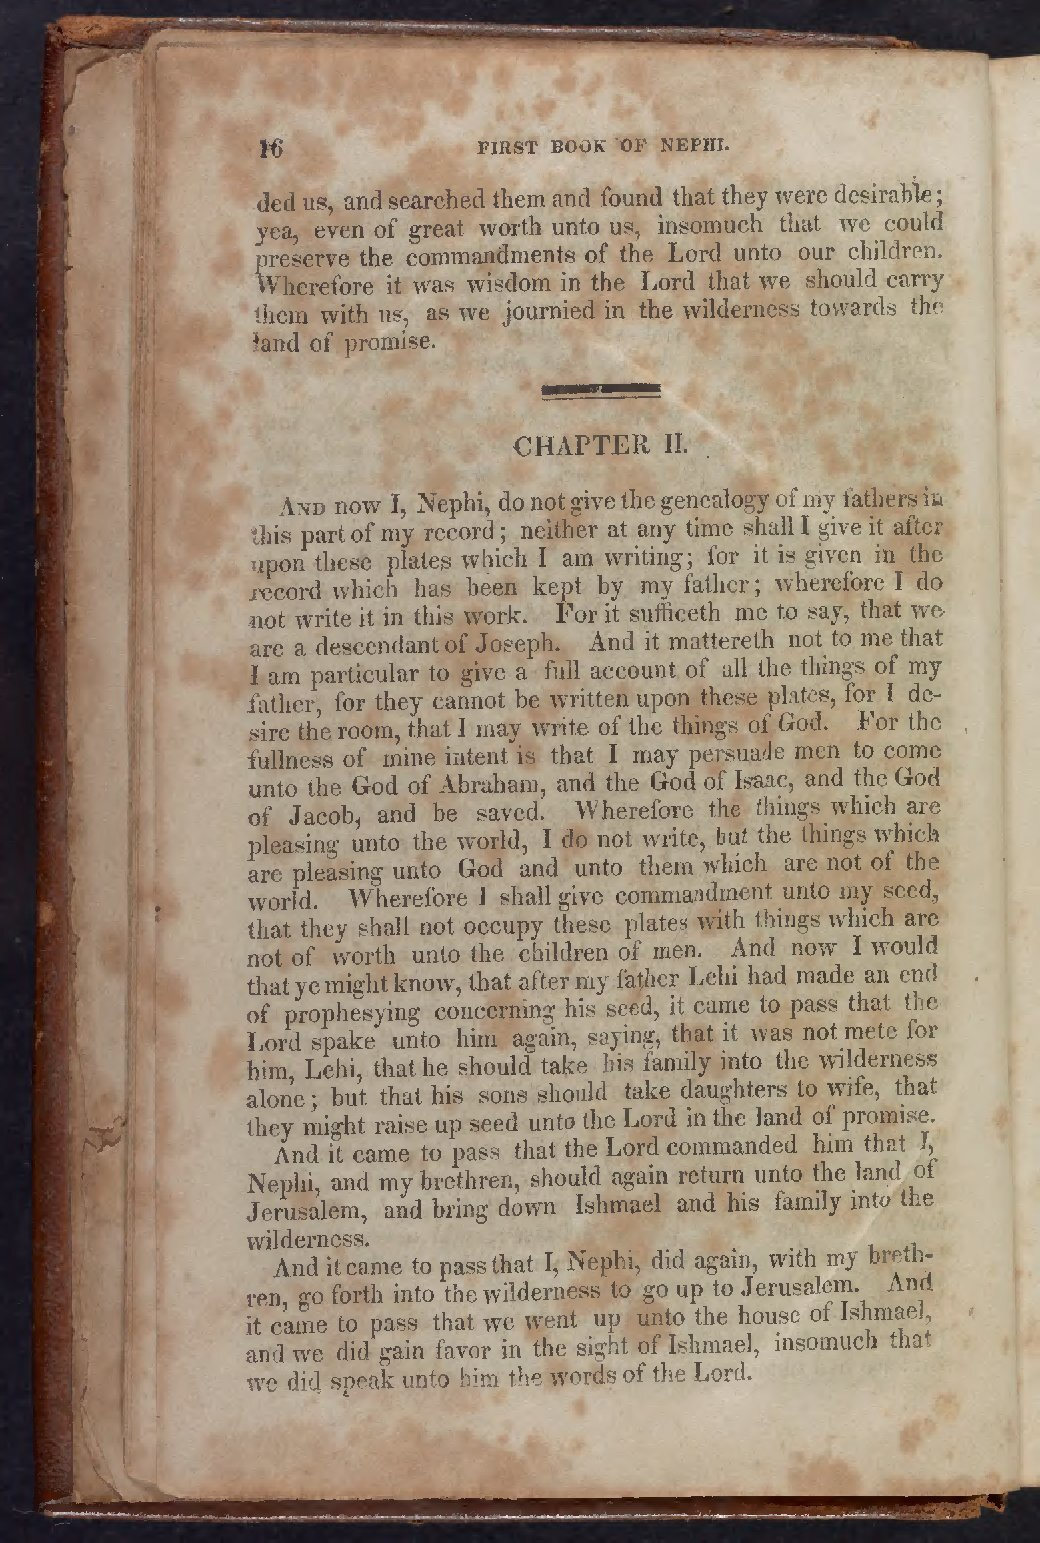 16 FIRST BOOK OF NEPHI.
ded us, and searched them and found that they were desirable;
yea, even of great worth unto us, insomuch that we could
preserve the commandments of the Lord unto our children.
Wherefore it was wisdom in the Lord that we should carry
them with us, as we journied in the wilderness towards the
land of promise.
CHAPTER II.
AND now I, Nephi, do not give the genealogy of my fathers in
this part of my record; neither at any time shall I give it after
upon these plates which I am writing; for it is given in the
record which has been kept by my father; wherefore I do
not write it in this work. For it sufficeth me to say, that we
are a descendant of Joseph. And it mattereth not to me that
I am particular to give a full account of all the things of my
father, for they cannot be written upon these plates, for I de-
sire the room, that I may write of the things of God. For the
fullness of mine intent is that I may persuade men to come
unto the God of Abraham, and the God of Isaac, and the God
of Jacob, and be saved. Wherefore the things which are
pleasing unto the world, I do not write, but the things which
are pleasing unto God and unto them which are not of the
world. Wherefore I shall give commandment unto my seed,
that they shall not occupy these plates with things which are
not of worth unto the children of men. And now I would
that ye might know, that after my father Lehi had made an end
of prophesying concerning his seed, it came to pass that the
Lord spake unto him again, saying, that it was not mete for
him, Lehi, that he should take his family into the wilderness
alone; but that his sons should take daughters to wife, that
they might raise up seed unto the Lord in the land of promise.
And it came to pass that the Lord commanded him that I,
Nephi, and my brethren, should again return unto the land of
Jerusalem, and bring down Ishmael and his family into the
wilderness.
And it came to pass that I, Nephi, did again, with my breth-
ren, go forth into the wilderness to go up to Jerusalem. And
it came to pass that we went up unto the house of Ishmael,
and we did gain favor in the sight of Ishmael, insomuch that
we did speak unto him the words of the Lord.